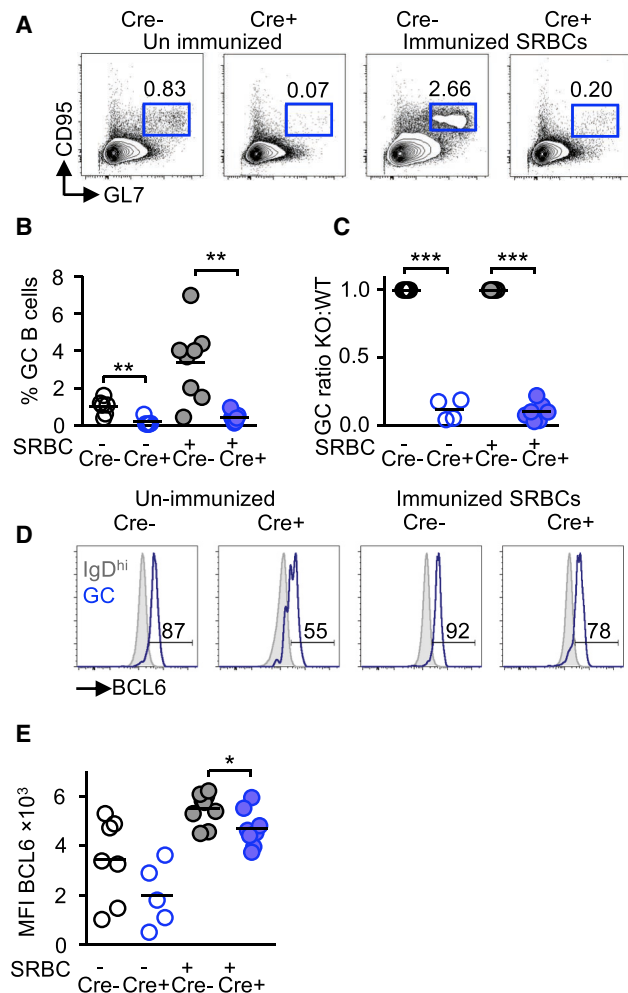 A
Cre- Cre+ Cre- Cre+
Un immunized Immunized SRBCs
0.83 0.07 2.66 0.20
CD95
GL7
B
% GC B cells
8
6
4
2
0
**
**
SRBC - - + +
Cre- Cre+ Cre- Cre+
C
GC ratio KO:WT
1.0
0.5
0.0
***
***
SRBC - - + +
Cre- Cre+ Cre- Cre+
D
Un-immunized Immunized SRBCs
Cre- Cre+ Cre- Cre+
IgDhi
GC
87 55 92 78
BCL6
E
MFI BCL6 ×10³
6
4
2
0
*
SRBC - - + +
Cre- Cre+ Cre- Cre+